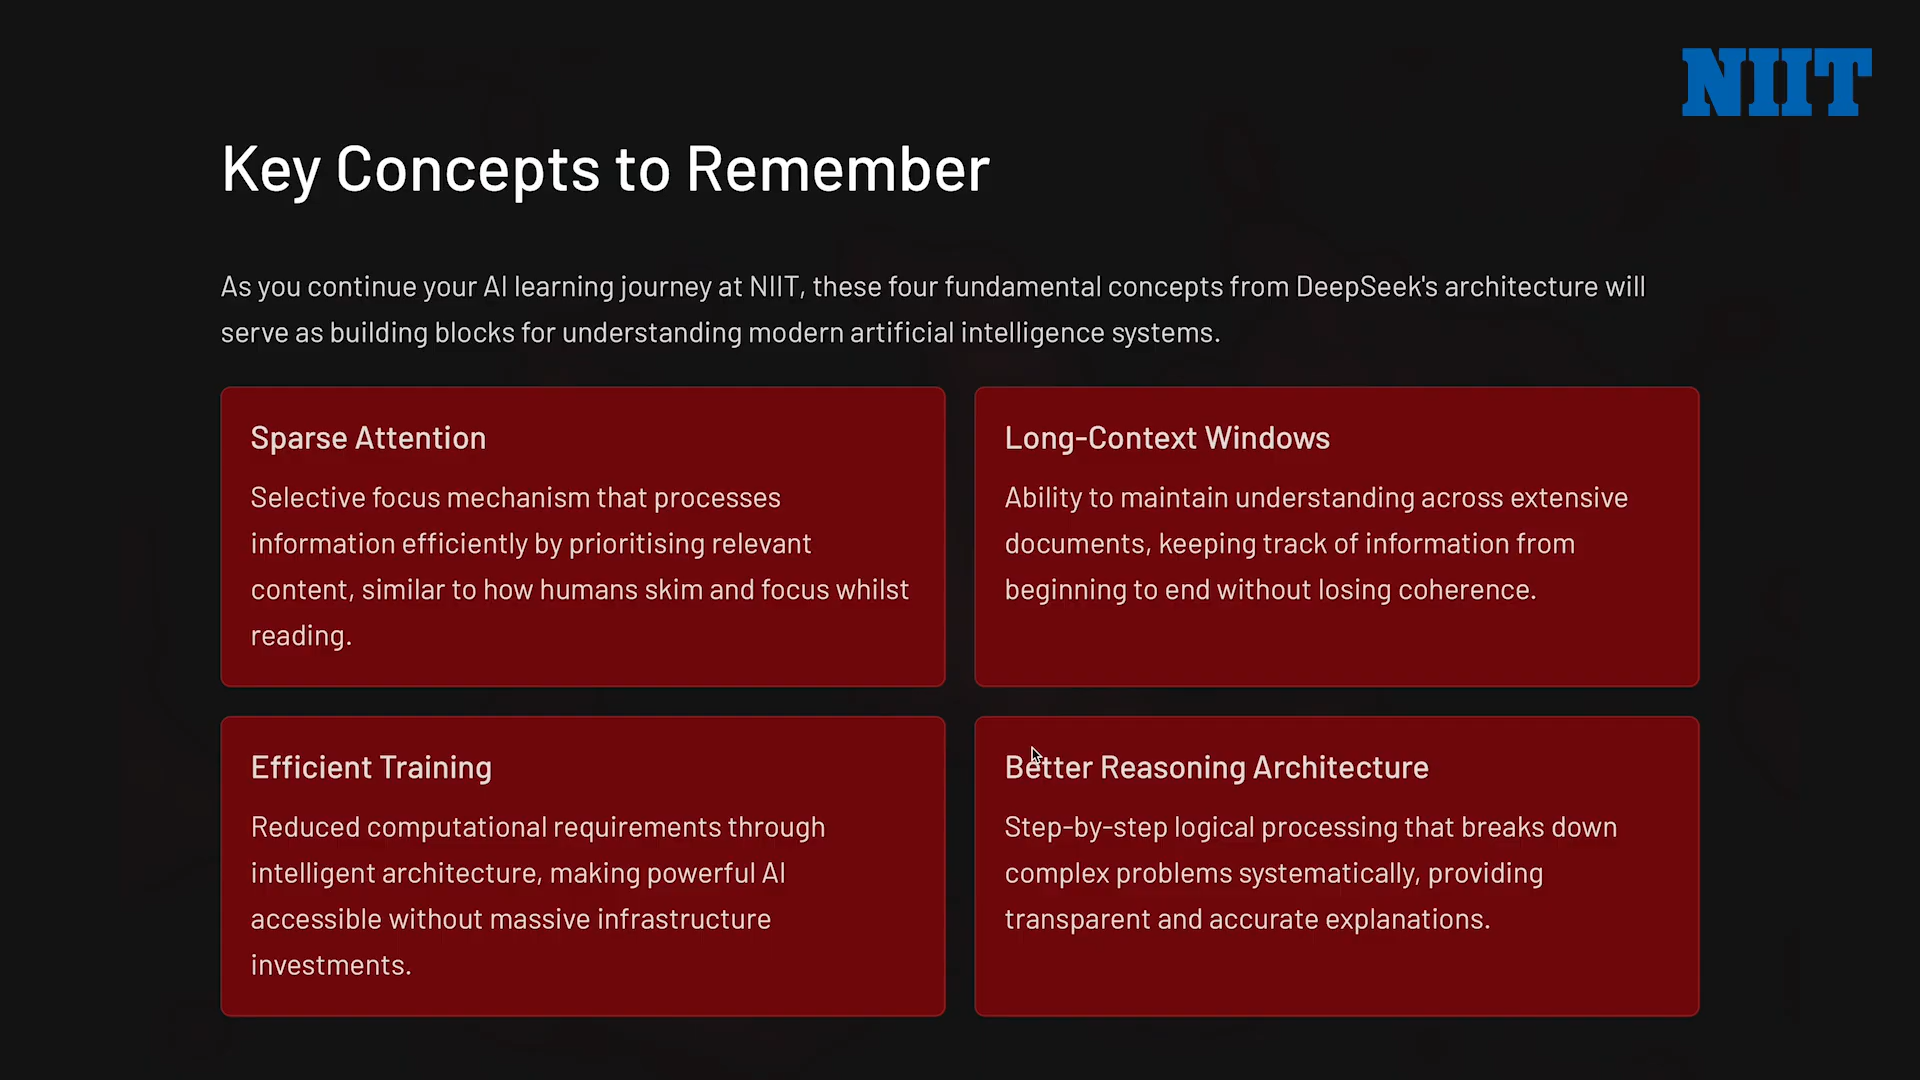 NIIT
Key Concepts to Remember
As you continue your AI learning journey at NIIT, these four fundamental concepts from DeepSeek's architecture will
serve as building blocks for understanding modern artificial intelligence systems.
Sparse Attention
Selective focus mechanism that processes
information efficiently by prioritising relevant
content, similar to how humans skim and focus whilst
reading.
Long-Context Windows
Ability to maintain understanding across extensive
documents, keeping track of information from
beginning to end without losing coherence.
Efficient Training
Reduced computational requirements through
intelligent architecture, making powerful AI
accessible without massive infrastructure
investments.
Better Reasoning Architecture
Step-by-step logical processing that breaks down
complex problems systematically, providing
transparent and accurate explanations.